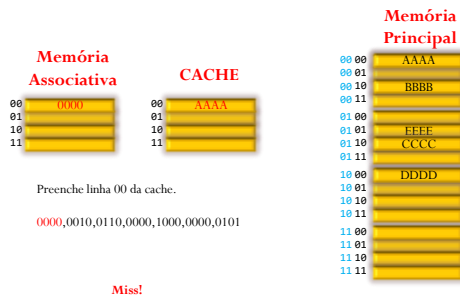 Memória
Associativa
00 0000
01
10
11
CACHE
00 AAAA
01
10
11
Preenche linha 00 da cache.
0000,0010,0110,0000,1000,0000,0101
Miss!
Memória
Principal
00 00 AAAA
00 01
00 10 BBBB
00 11
01 00
01 01 EEEE
01 10 CCCC
01 11
10 00 DDDD
10 01
10 10
10 11
11 00
11 01
11 10
11 11